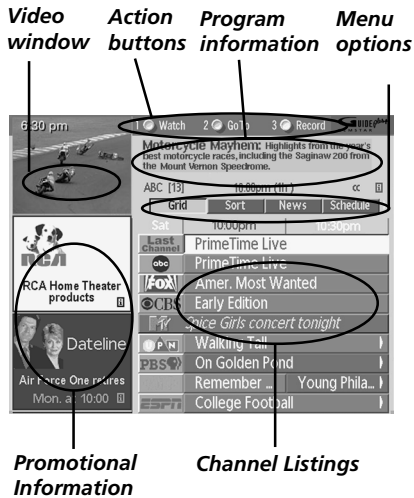 Video window
Action buttons
Program information
Menu options
6:30 pm
1 Watch 2 GoTo 3 Record
GUIDE Plus+
Motorcycle Mayhem: Highlights from the year's
best motorcycle races, including the Saginaw 200 from
the Mount Vernon Speedrome.
ABC [13] 10:00pm (1h) « i
Grid Sort News Schedule
Sat 10:00pm 10:30pm
Last Channel PrimeTime Live
abc PrimeTime Live
FOX Amer. Most Wanted
CBS Early Edition
MTV Spice Girls concert tonight
UPN Walking Tall
PBS On Golden Pond
Remember ... Young Phila...
ESPN College Football
RCA
RCA Home Theater
products i
Dateline
Air Force One retires
Mon. at 10:00 i
Promotional Information
Channel Listings